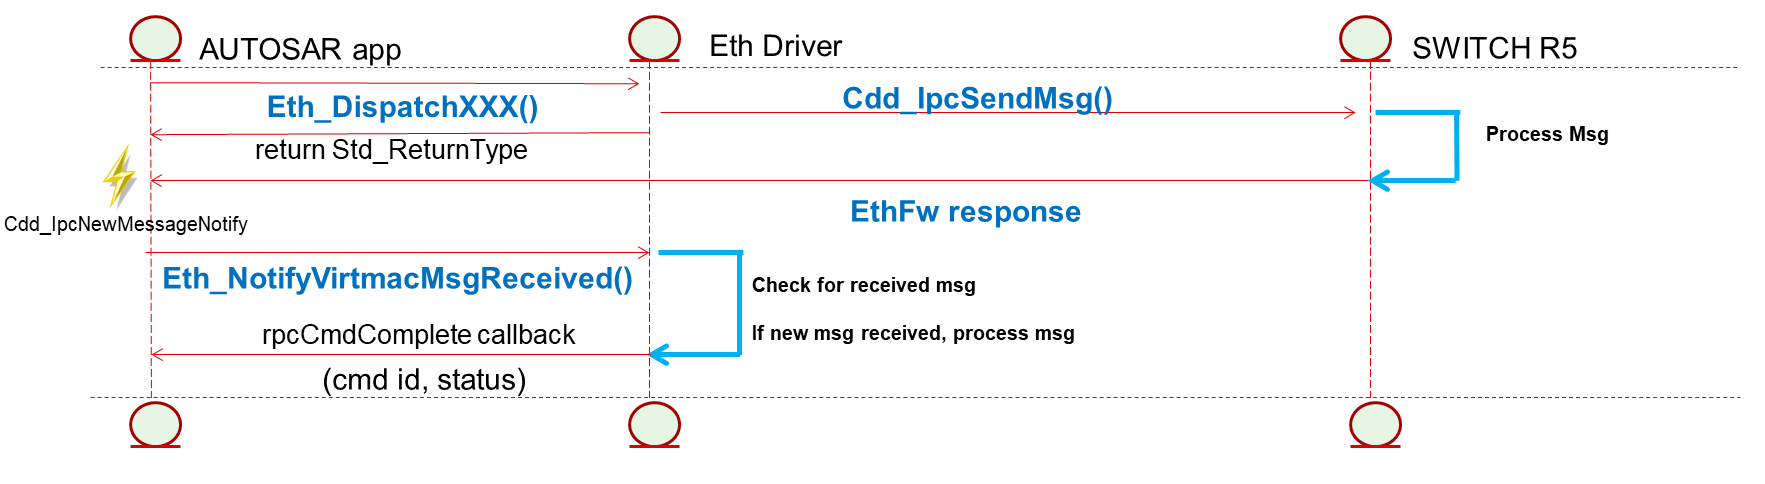 AUTOSAR app
Eth Driver
SWITCH R5
Eth_DispatchXXX()
Cdd_IpcSendMsg()
Process Msg
return Std_ReturnType
EthFw response
Cdd_IpcNewMessageNotify
Eth_NotifyVirtmacMsgReceived()
Check for received msg
If new msg received, process msg
rpcCmdComplete callback
(cmd id, status)